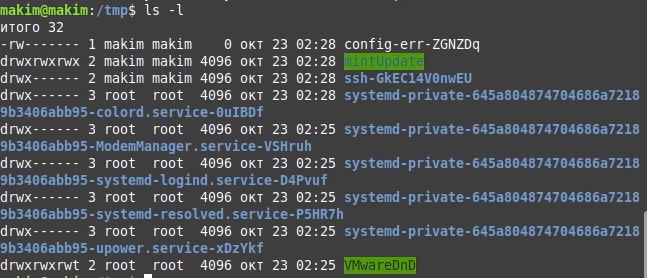 makim@makim:/tmp$ ls -l
итого 32
-rw------- 1 makim makim    0 окт 23 02:28 config-err-ZGNZDq
drwxrwxrwx 2 makim makim 4096 окт 23 02:28 mintUpdate
drwx------ 2 makim makim 4096 окт 23 02:28 ssh-GkEC14V0nwEU
drwx------ 3 root  root  4096 окт 23 02:28 systemd-private-645a804874704686a7218
9b3406abb95-colord.service-0uIBDf
drwx------ 3 root  root  4096 окт 23 02:25 systemd-private-645a804874704686a7218
9b3406abb95-ModemManager.service-VSHruh
drwx------ 3 root  root  4096 окт 23 02:25 systemd-private-645a804874704686a7218
9b3406abb95-systemd-logind.service-D4Pvuf
drwx------ 3 root  root  4096 окт 23 02:25 systemd-private-645a804874704686a7218
9b3406abb95-systemd-resolved.service-P5HR7h
drwx------ 3 root  root  4096 окт 23 02:25 systemd-private-645a804874704686a7218
9b3406abb95-upower.service-xDzYkf
drwxrwxrwt 2 root  root  4096 окт 23 02:25 VMwareDnD